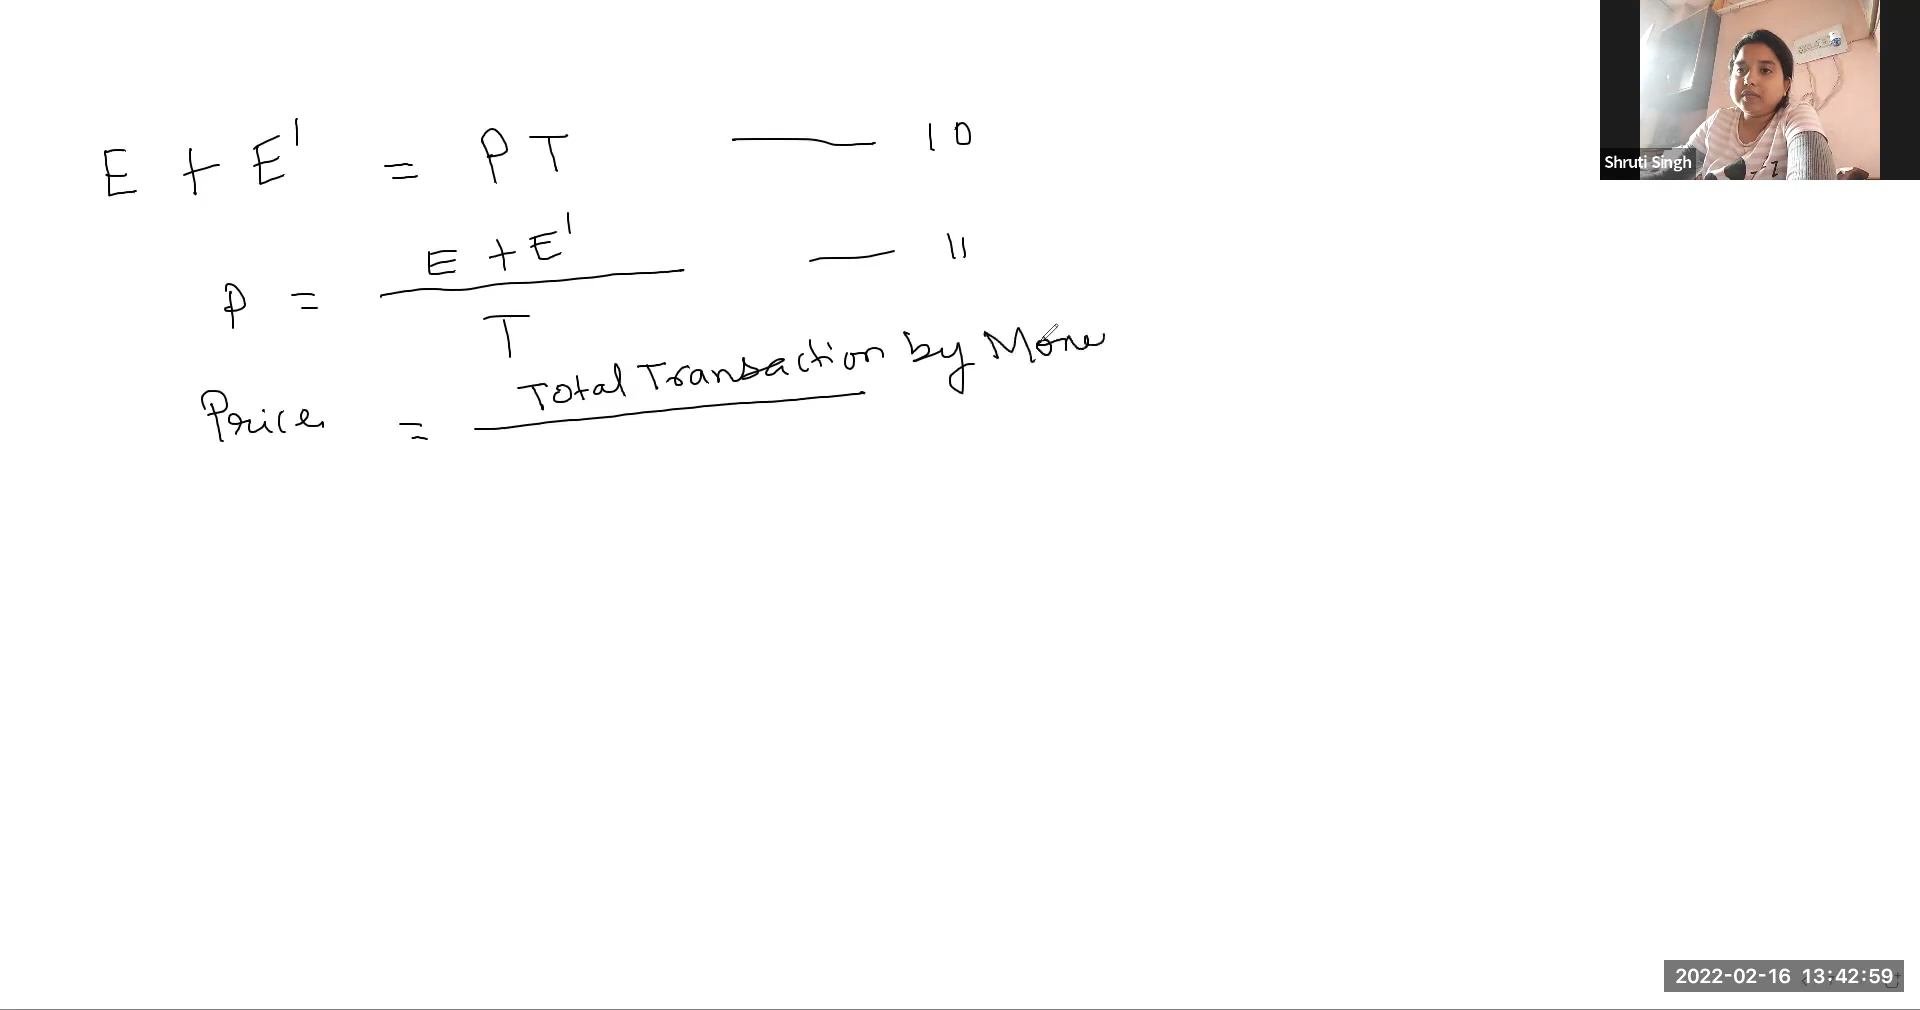 E + E' = PT —— 10
P = E + E' / T —— 11
Price = Total Transaction by Mone
Shruti Singh
2022-02-16 13:42:59